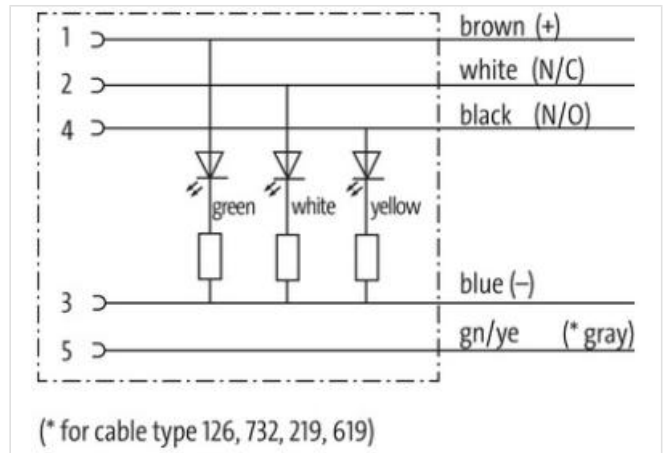 1 brown (+)
2 white (N/C)
4 black (N/O)
green white yellow
3 blue (–)
5 gn/ye (* gray)
(* for cable type 126, 732, 219, 619)